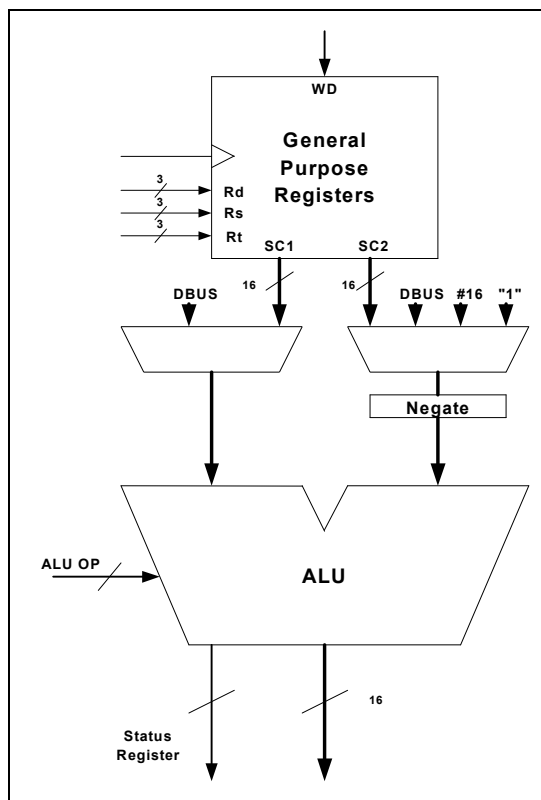 WD
General
Purpose
Registers
3
Rd
3
Rs
3
Rt
SC1
SC2
16
16
DBUS
DBUS #16 "1"
Negate
ALU OP
ALU
16
Status
Register